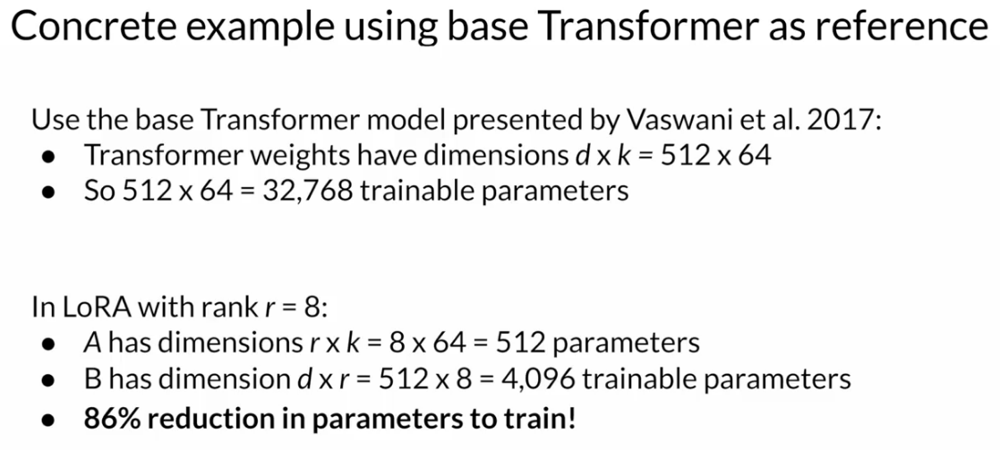 Concrete example using base Transformer as reference
Use the base Transformer model presented by Vaswani et al. 2017:
● Transformer weights have dimensions d x k = 512 x 64
● So 512 x 64 = 32,768 trainable parameters
In LoRA with rank r = 8:
● A has dimensions r x k = 8 x 64 = 512 parameters
● B has dimension d x r = 512 x 8 = 4,096 trainable parameters
● 86% reduction in parameters to train!